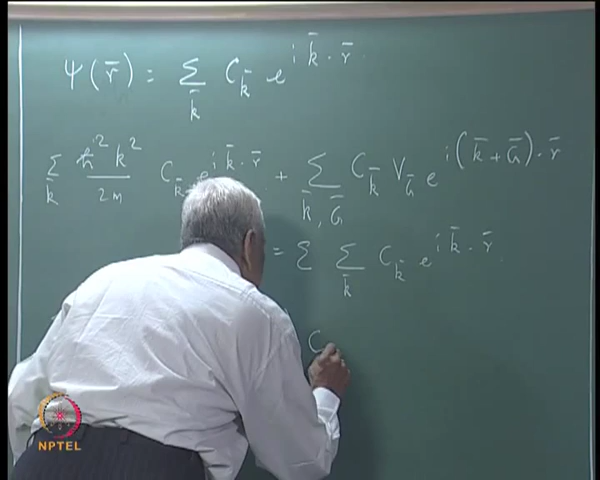 ψ(r̄) = Σ_k̄ C_k̄ e^{i k̄ · r̄}
Σ_k̄ ħ²k²/2m C_k̄ e^{i k̄ · r̄} + Σ_{k̄, Ḡ} C_k̄ V_Ḡ e^{i(k̄ + Ḡ) · r̄}
= Ɛ Σ_k̄ C_k̄ e^{i k̄ · r̄}
C
NPTEL